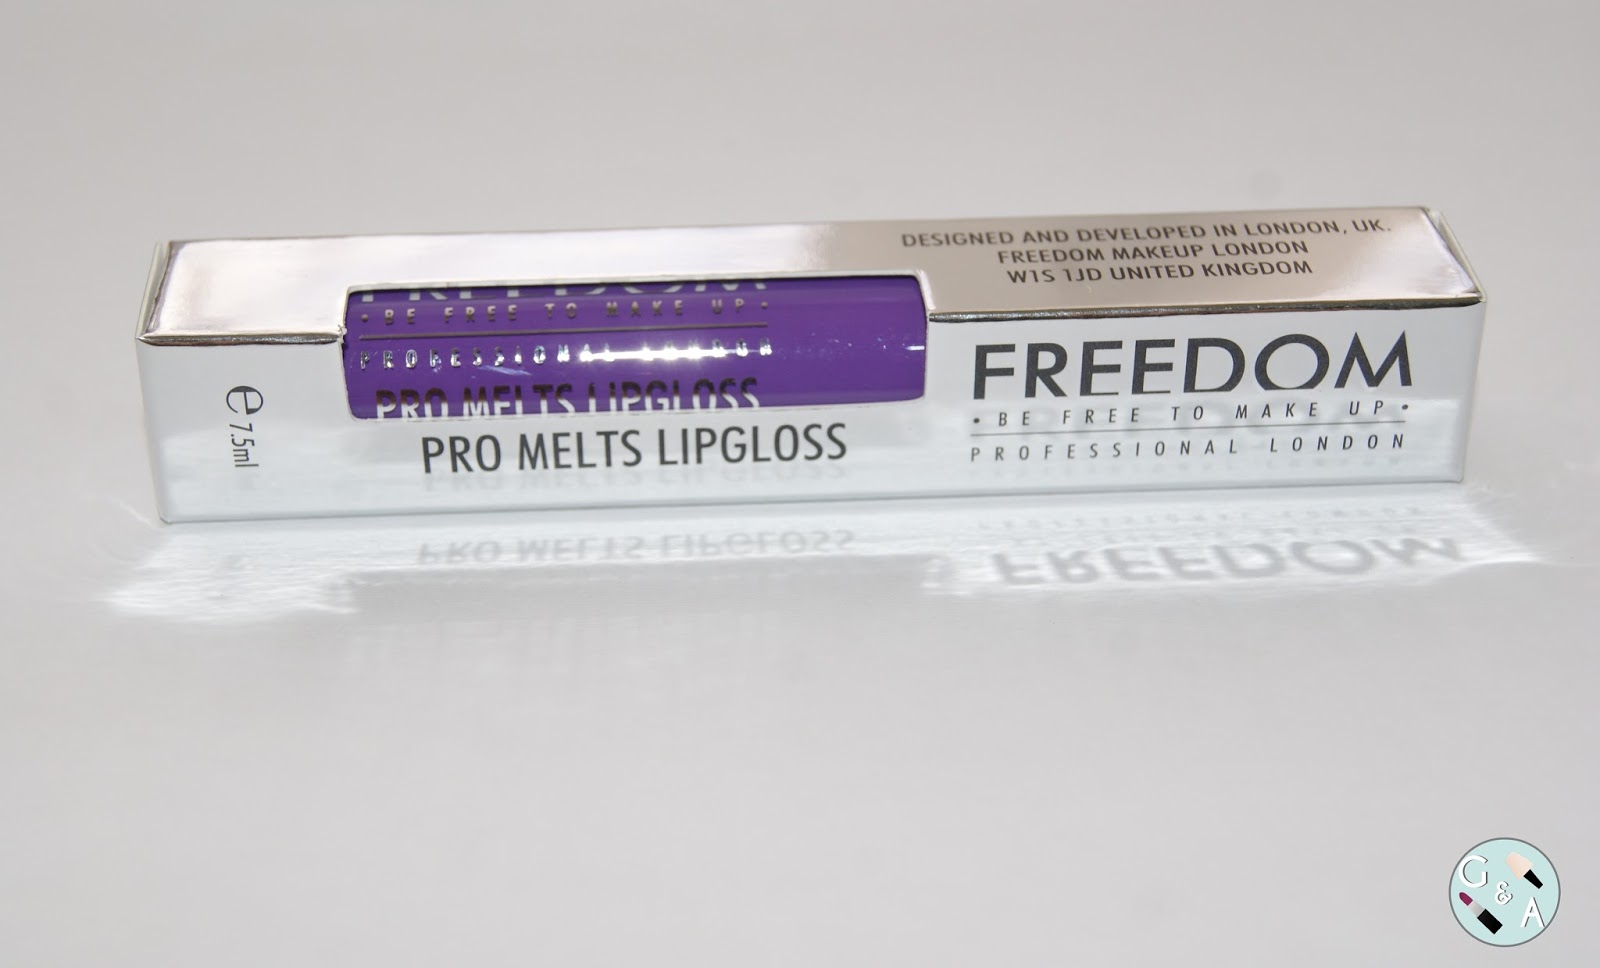 DESIGNED AND DEVELOPED IN LONDON, UK.
FREEDOM MAKEUP LONDON
W1S 1JD UNITED KINGDOM
FREEDOM
• BE FREE TO MAKE UP •
PROFESSIONAL LONDON
PRO MELTS LIPGLOSS
e 7.5ml
PRO MELTS LIPGLOSS
FREEDOM
• BE FREE TO MAKE UP •
PROFESSIONAL LONDON
G & A